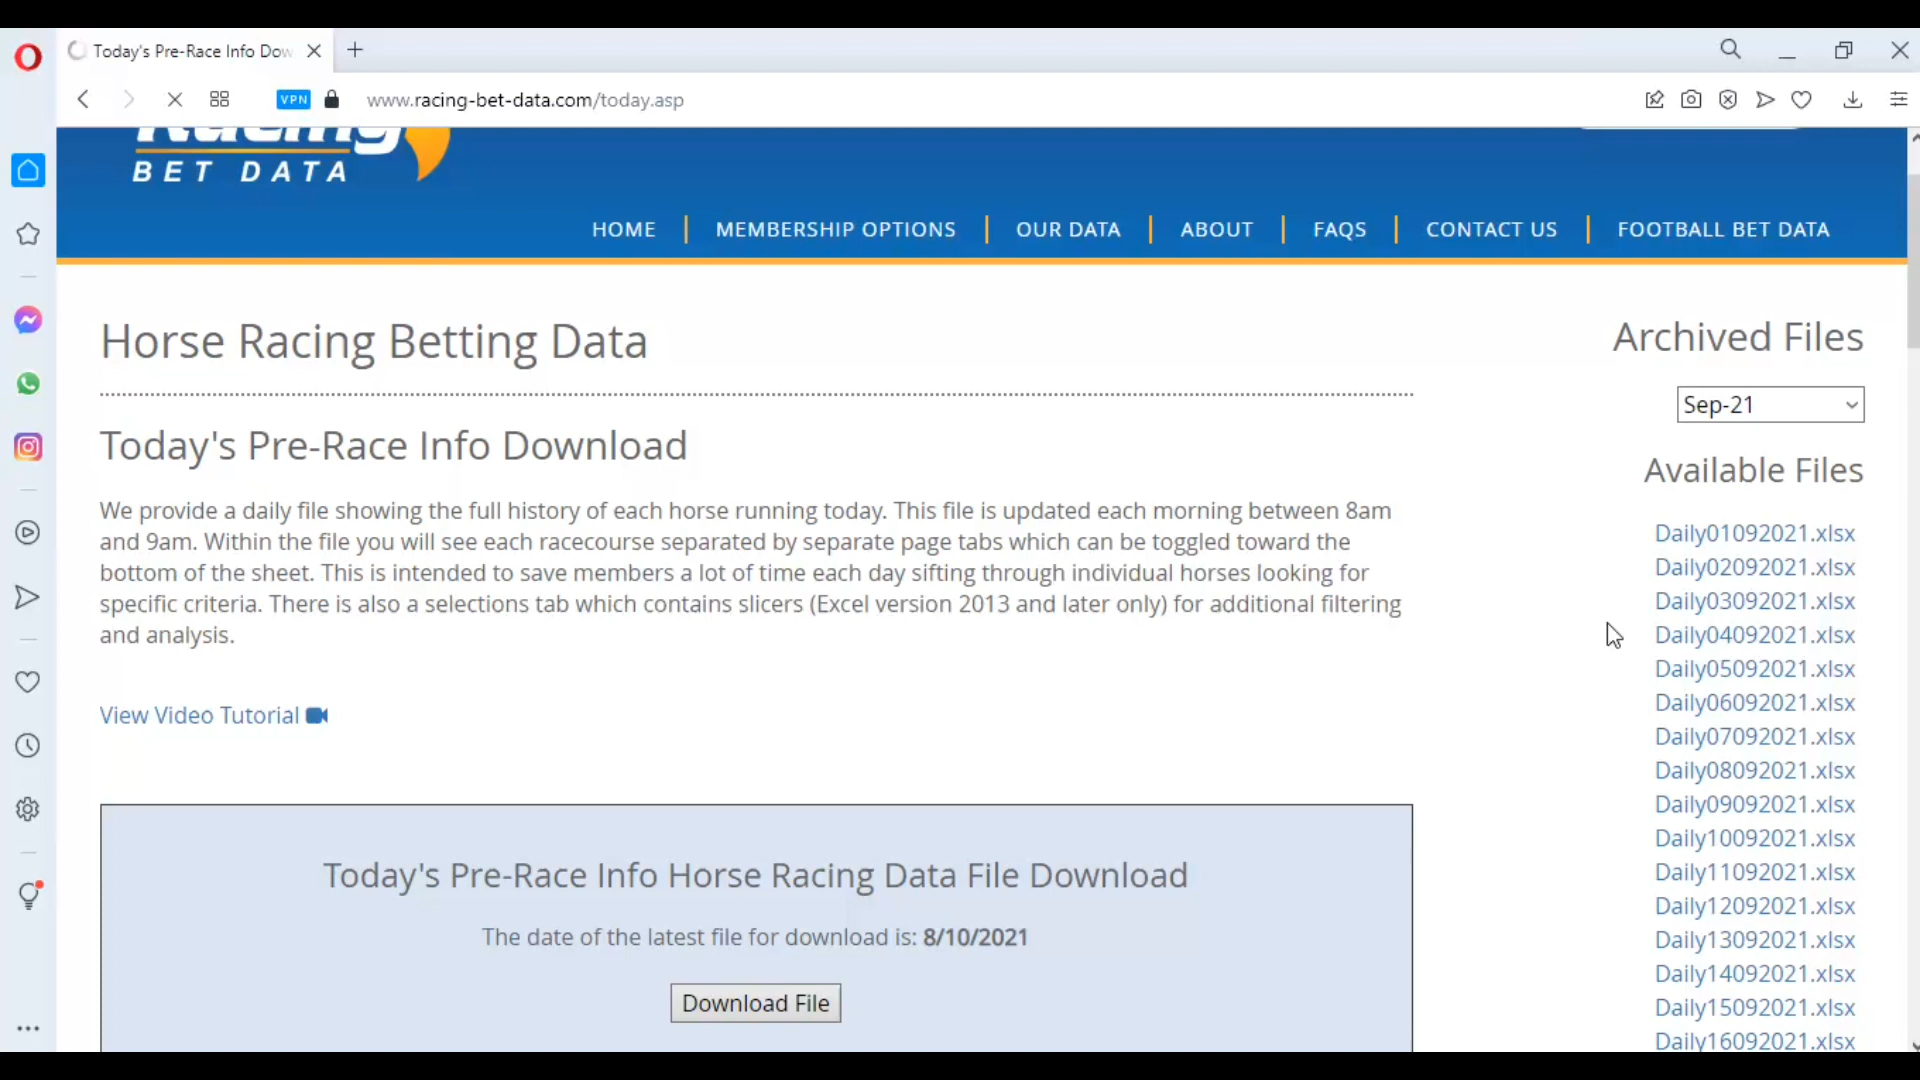 Today's Pre-Race Info Dow
VPN
www.racing-bet-data.com/today.asp
Racing
BET DATA
HOME
MEMBERSHIP OPTIONS
OUR DATA
ABOUT
FAQS
CONTACT US
FOOTBALL BET DATA
Horse Racing Betting Data
Today's Pre-Race Info Download
We provide a daily file showing the full history of each horse running today. This file is updated each morning between 8am
and 9am. Within the file you will see each racecourse separated by separate page tabs which can be toggled toward the
bottom of the sheet. This is intended to save members a lot of time each day sifting through individual horses looking for
specific criteria. There is also a selections tab which contains slicers (Excel version 2013 and later only) for additional filtering
and analysis.
View Video Tutorial
Today's Pre-Race Info Horse Racing Data File Download
The date of the latest file for download is: 8/10/2021
Download File
Archived Files
Sep-21
Available Files
Daily01092021.xlsx
Daily02092021.xlsx
Daily03092021.xlsx
Daily04092021.xlsx
Daily05092021.xlsx
Daily06092021.xlsx
Daily07092021.xlsx
Daily08092021.xlsx
Daily09092021.xlsx
Daily10092021.xlsx
Daily11092021.xlsx
Daily12092021.xlsx
Daily13092021.xlsx
Daily14092021.xlsx
Daily15092021.xlsx
Daily16092021.xlsx